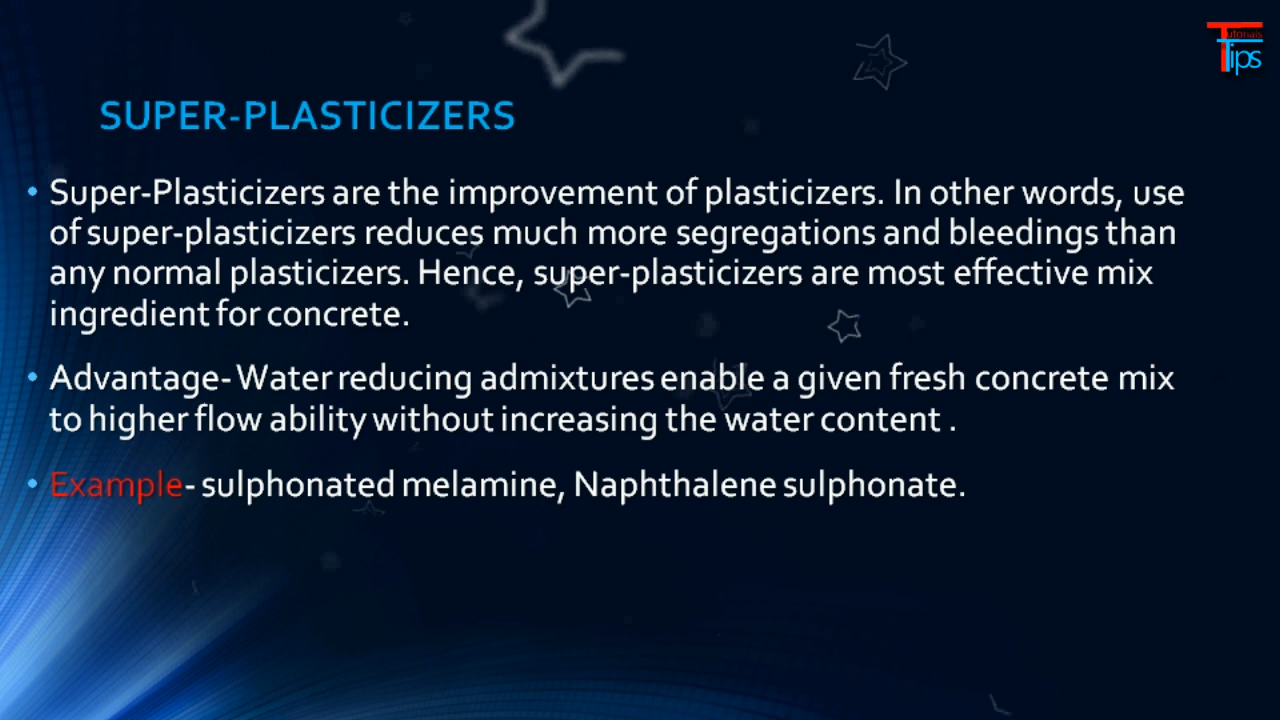 Tutorials
Tips
SUPER-PLASTICIZERS
• Super-Plasticizers are the improvement of plasticizers. In other words, use
of super-plasticizers reduces much more segregations and bleedings than
any normal plasticizers. Hence, super-plasticizers are most effective mix
ingredient for concrete.
• Advantage- Water reducing admixtures enable a given fresh concrete mix
to higher flow ability without increasing the water content .
• Example- sulphonated melamine, Naphthalene sulphonate.